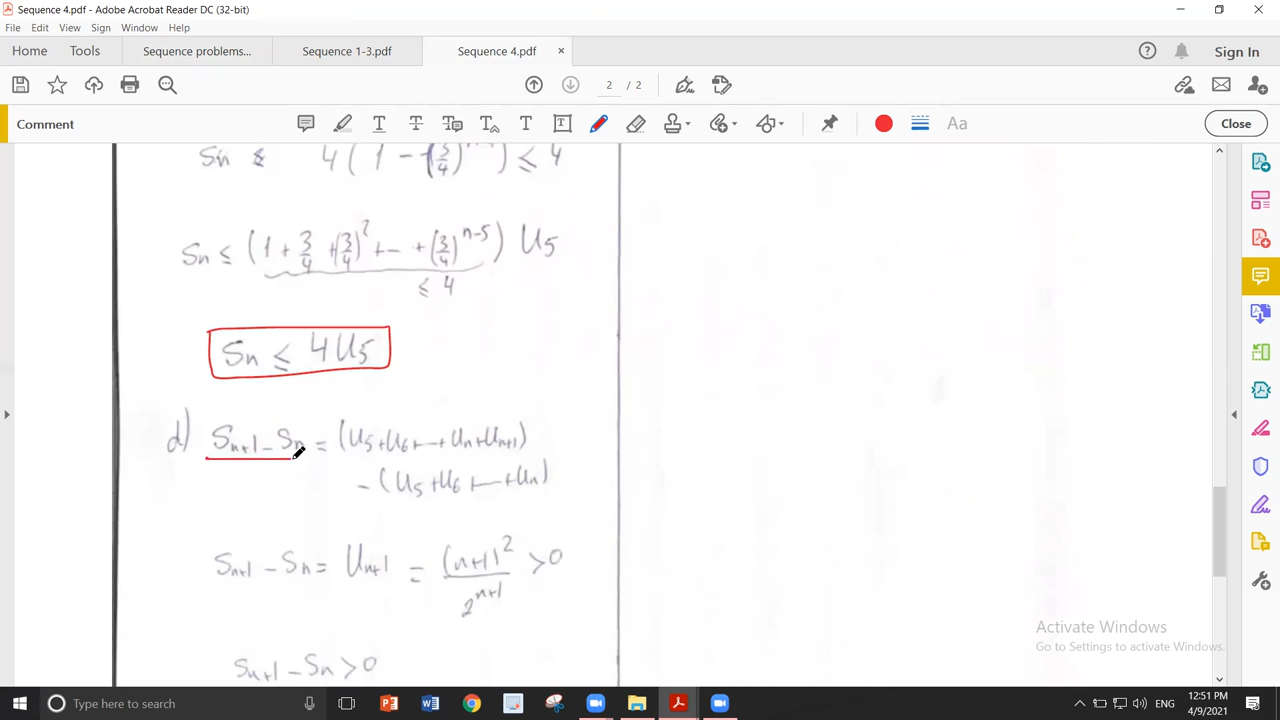 Sequence 4.pdf - Adobe Acrobat Reader DC (32-bit)
File Edit View Sign Window Help
Home Tools Sequence problems... Sequence 1-3.pdf Sequence 4.pdf × Sign In
2 / 2
Comment Aa Close
Sn ≤ 4(1 - (3/4)^) ≤ 4
Sn ≤ (1 + 3/4 + (3/4)^2 + -- + (3/4)^(n-5)) U5
≤ 4
Sn ≤ 4U5
d) Sn+1 - Sn = (U5+U6+--+Un+Un+1)
- (U5+U6+--+Un)
Sn+1 - Sn = Un+1 = (n+1)^2/2^(n+1) >0
Sn+1 - Sn >0
Activate Windows
Go to Settings to activate Windows.
Type here to search
ENG 12:51 PM
4/9/2021